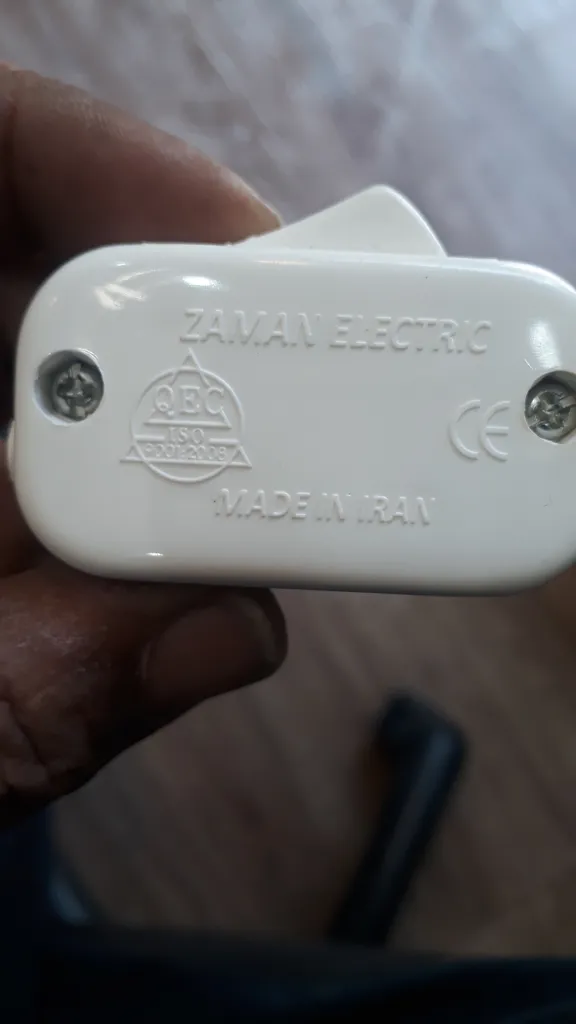 ZAMAN ELECTRIC
QEC
ISO
9001:2008
CE
MADE IN IRAN